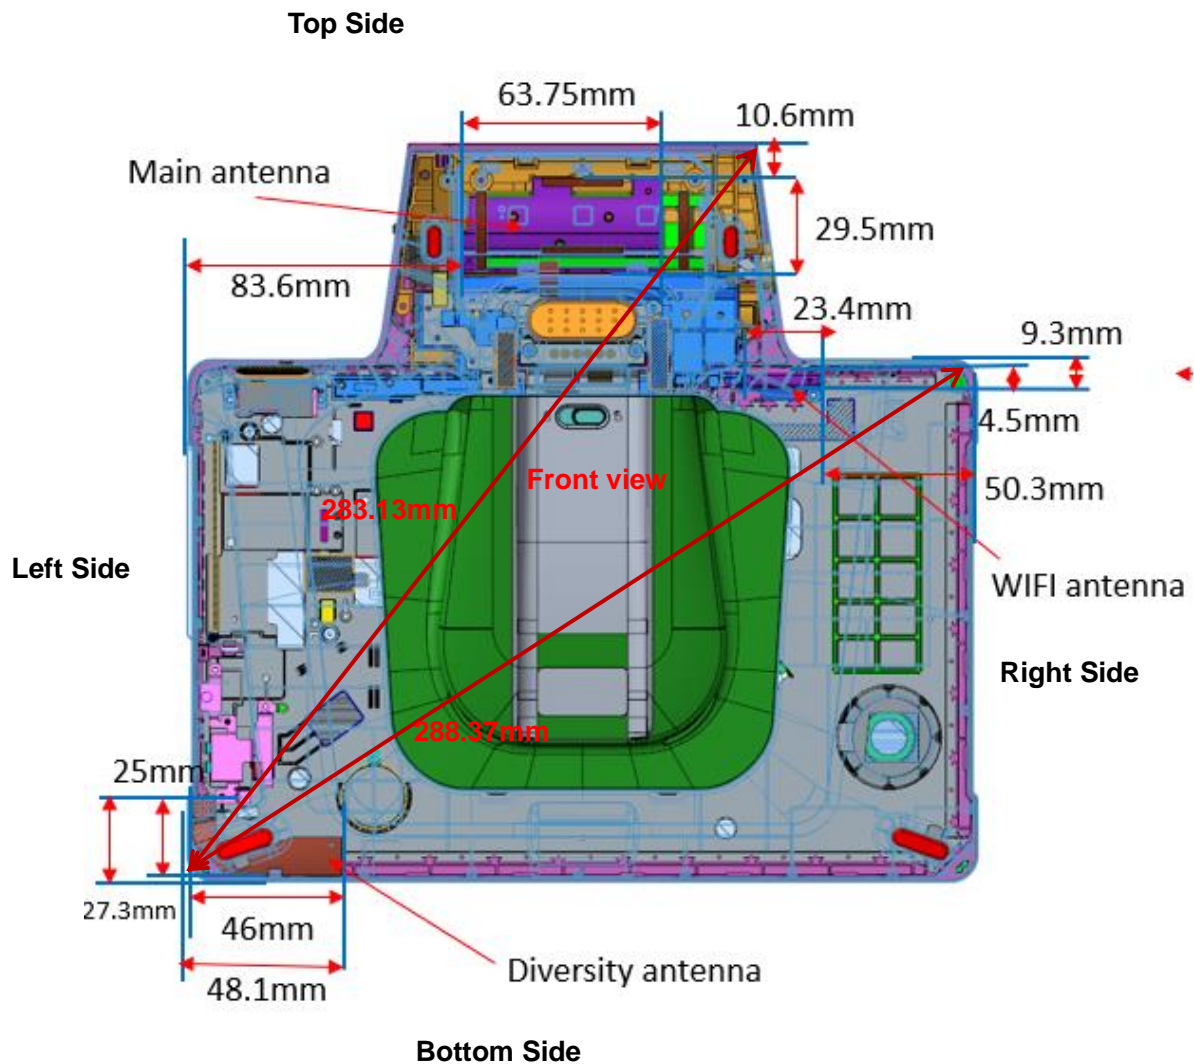 Top Side
63.75mm
10.6mm
Main antenna
29.5mm
83.6mm
23.4mm
9.3mm
4.5mm
Front view
50.3mm
283.13mm
Left Side
WIFI antenna
Right Side
288.37mm
25mm
27.3mm
46mm
Diversity antenna
48.1mm
Bottom Side